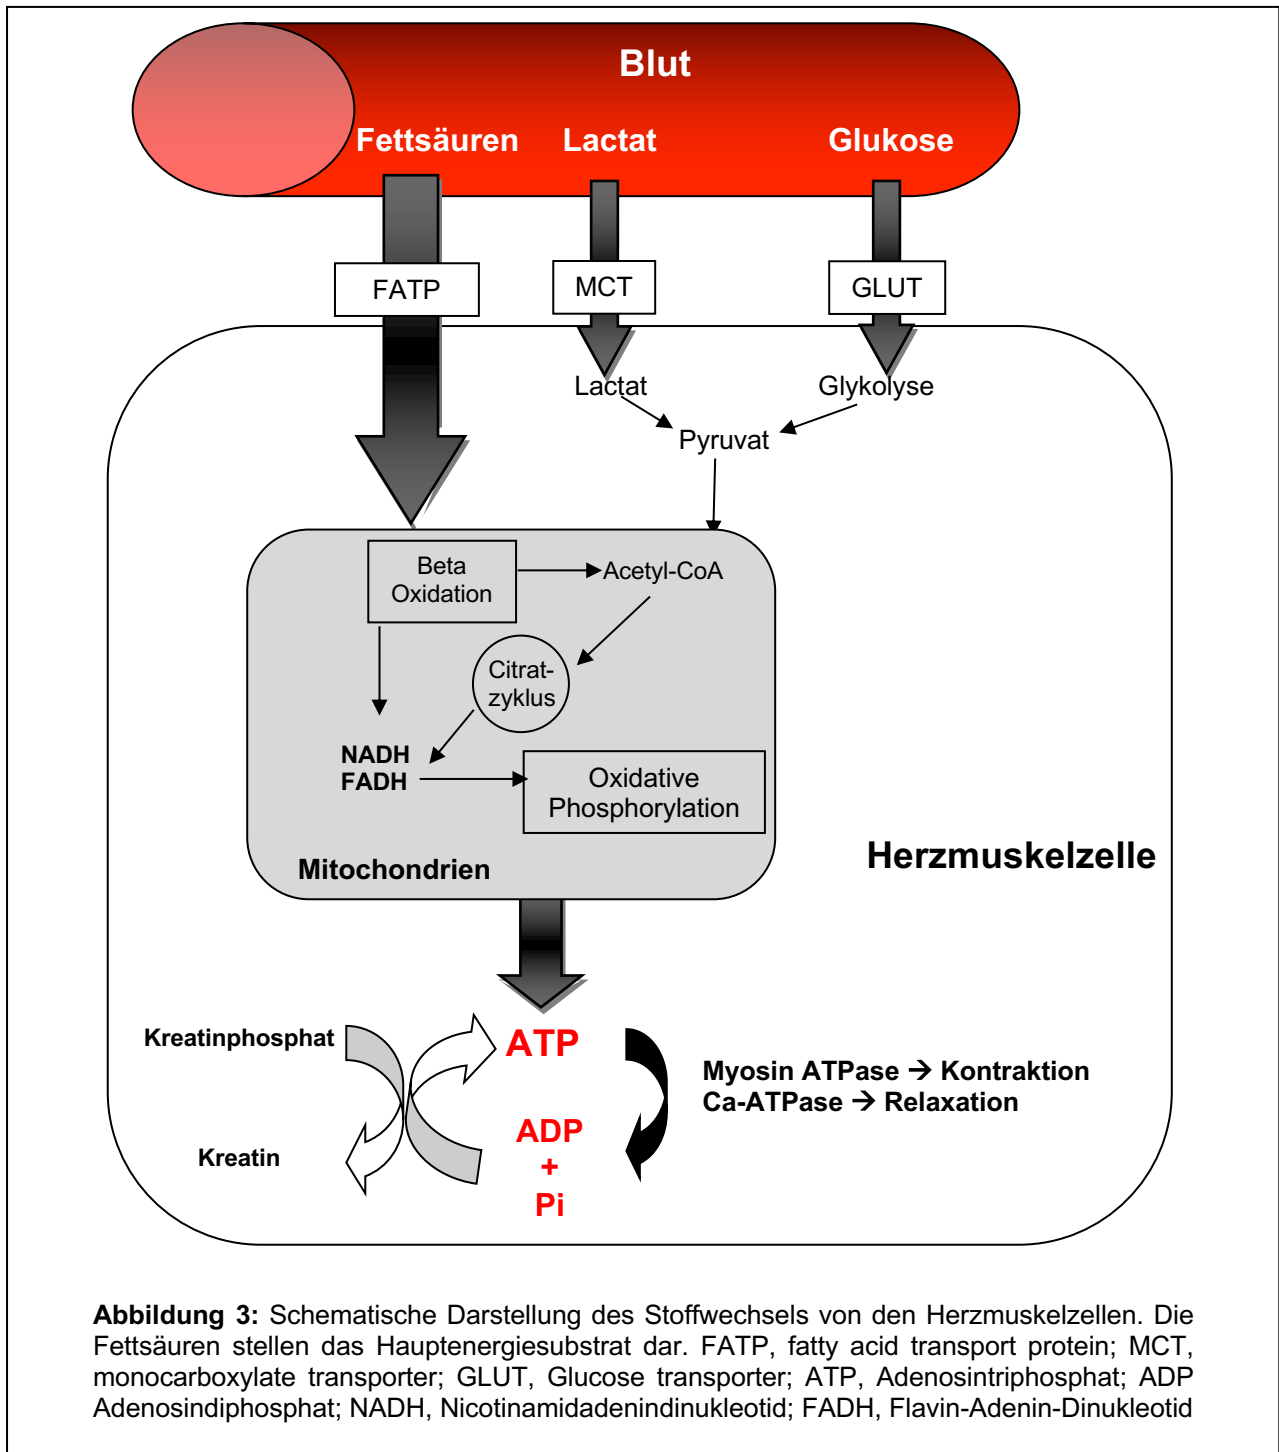 Blut
Fettsäuren Lactat Glukose
FATP MCT GLUT
Lactat Glykolyse
Pyruvat
Beta
Oxidation
Acetyl-CoA
Citrat-
zyklus
NADH
FADH
Oxidative
Phosphorylation
Mitochondrien
Herzmuskelzelle
Kreatinphosphat
ATP
Myosin ATPase → Kontraktion
Ca-ATPase → Relaxation
ADP
+
Pi
Kreatin
Abbildung 3: Schematische Darstellung des Stoffwechsels von den Herzmuskelzellen. Die
Fettsäuren stellen das Hauptenergiesubstrat dar. FATP, fatty acid transport protein; MCT,
monocarboxylate transporter; GLUT, Glucose transporter; ATP, Adenosintriphosphat; ADP
Adenosindiphosphat; NADH, Nicotinamidadenindinukleotid; FADH, Flavin-Adenin-Dinukleotid